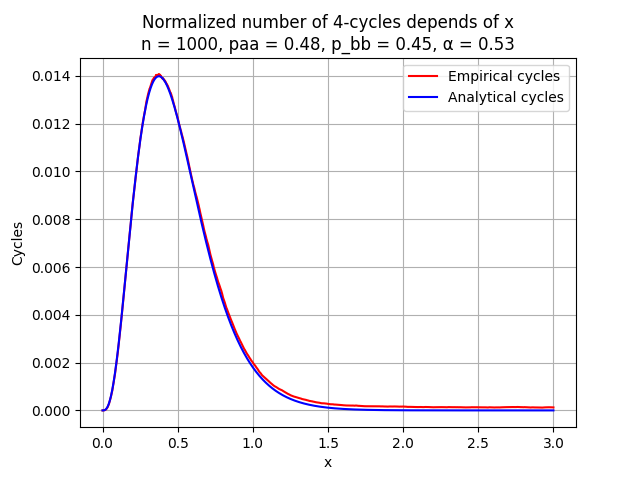 Normalized number of 4-cycles depends of x
n = 1000, paa = 0.48, p_bb = 0.45, α = 0.53
Empirical cycles
Analytical cycles
0.014
0.012
0.010
0.008
0.006
0.004
0.002
0.000
Cycles
0.0 0.5 1.0 1.5 2.0 2.5 3.0
x